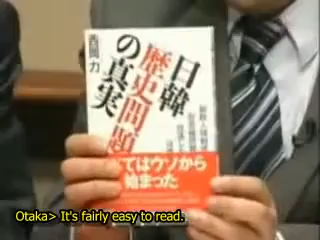 日韓
歴史問題
の真実
西岡 力
てはウソから
始まった
Otaka> It's fairly easy to read.